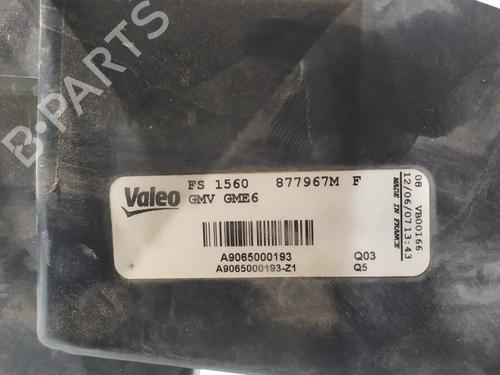 B-PARTS
Valeo
FS 1560 877967M F
GMV GME6
A9065000193 Q03
A9065000193-Z1 Q5
08 VB00166
12/06/07 13:43
MADE IN FRANCE